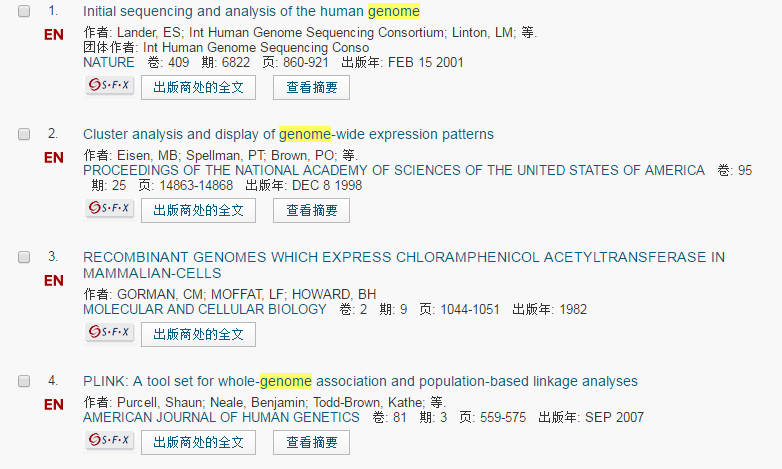 1. Initial sequencing and analysis of the human genome
EN 作者: Lander, ES; Int Human Genome Sequencing Consortium; Linton, LM; 等.
团体作者: Int Human Genome Sequencing Conso
NATURE 卷: 409 期: 6822 页: 860-921 出版年: FEB 15 2001
S·F·X 出版商处的全文 查看摘要
2. Cluster analysis and display of genome-wide expression patterns
EN 作者: Eisen, MB; Spellman, PT; Brown, PO; 等.
PROCEEDINGS OF THE NATIONAL ACADEMY OF SCIENCES OF THE UNITED STATES OF AMERICA 卷: 95
期: 25 页: 14863-14868 出版年: DEC 8 1998
S·F·X 出版商处的全文 查看摘要
3. RECOMBINANT GENOMES WHICH EXPRESS CHLORAMPHENICOL ACETYLTRANSFERASE IN
MAMMALIAN-CELLS
EN 作者: GORMAN, CM; MOFFAT, LF; HOWARD, BH
MOLECULAR AND CELLULAR BIOLOGY 卷: 2 期: 9 页: 1044-1051 出版年: 1982
S·F·X 出版商处的全文
4. PLINK: A tool set for whole-genome association and population-based linkage analyses
EN 作者: Purcell, Shaun; Neale, Benjamin; Todd-Brown, Kathe; 等.
AMERICAN JOURNAL OF HUMAN GENETICS 卷: 81 期: 3 页: 559-575 出版年: SEP 2007
S·F·X 出版商处的全文 查看摘要